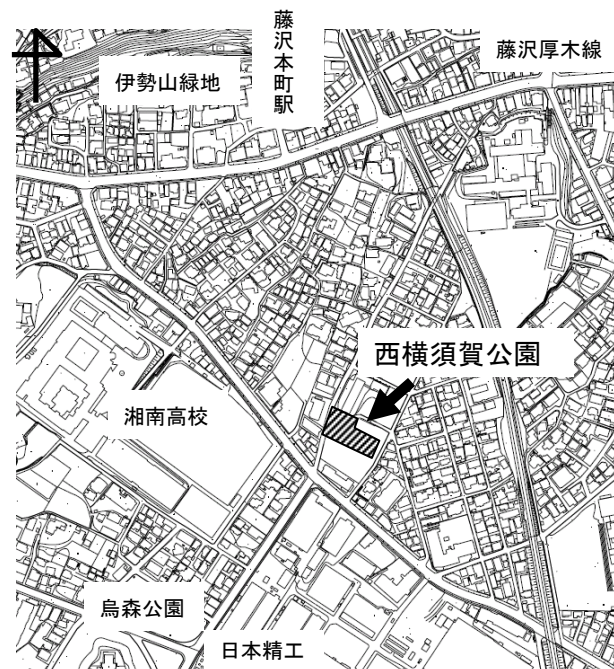 藤沢本町駅
藤沢厚木線
伊勢山緑地
西横須賀公園
湘南高校
烏森公園
日本精工